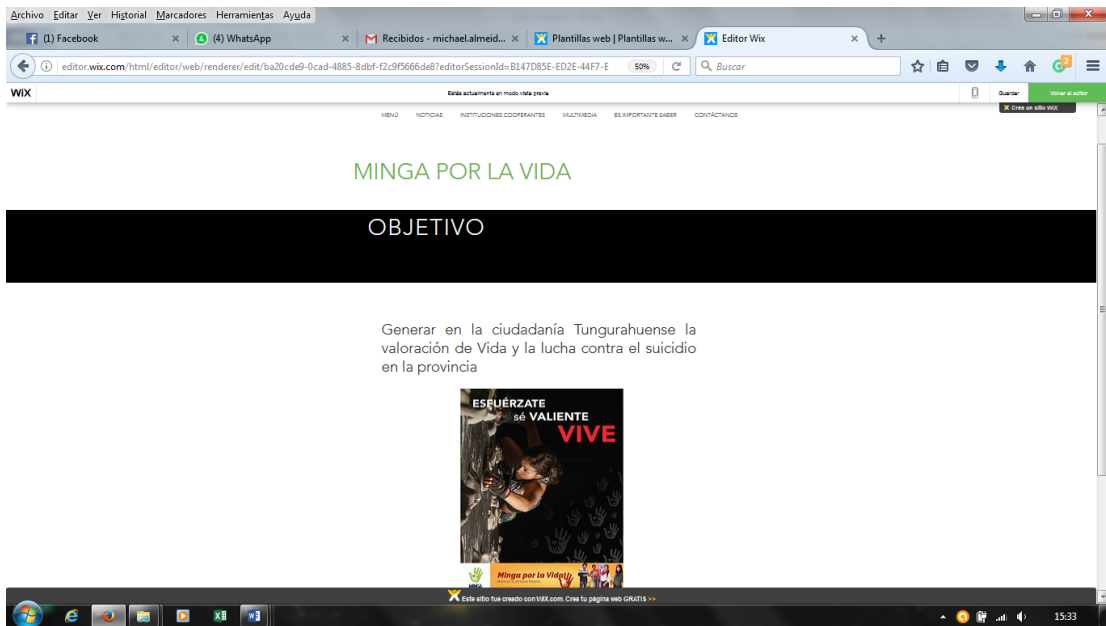 Archivo Editar Ver Historial Marcadores Herramientas Ayuda
(1) Facebook
(4) WhatsApp
Recibidos - michael.almeid...
Plantillas web | Plantillas w...
Editor Wix
editor.wix.com/html/editor/web/renderer/edit/ba20cde9-0cad-4885-8dbf-f2c9f5666de8?editorSessionId=B147D85E-ED2E-44F7-E
50%
Buscar
2
WiX
Estás actualmente en modo vista previa
Guardar
Volver al editor
Crea un sitio WiX
MENÚ NOTICIAS INSTITUCIONES COOPERANTES MULTIMEDIA ES IMPORTANTE SABER CONTÁCTANOS
MINGA POR LA VIDA
OBJETIVO
Generar en la ciudadanía Tungurahuense la
valoración de Vida y la lucha contra el suicidio
en la provincia
ESFUÉRZATE
sé VALIENTE
VIVE
MINGA
Minga por la Vida
Este sitio fue creado con WIX.com. Crea tu página web GRATIS >>
15:33